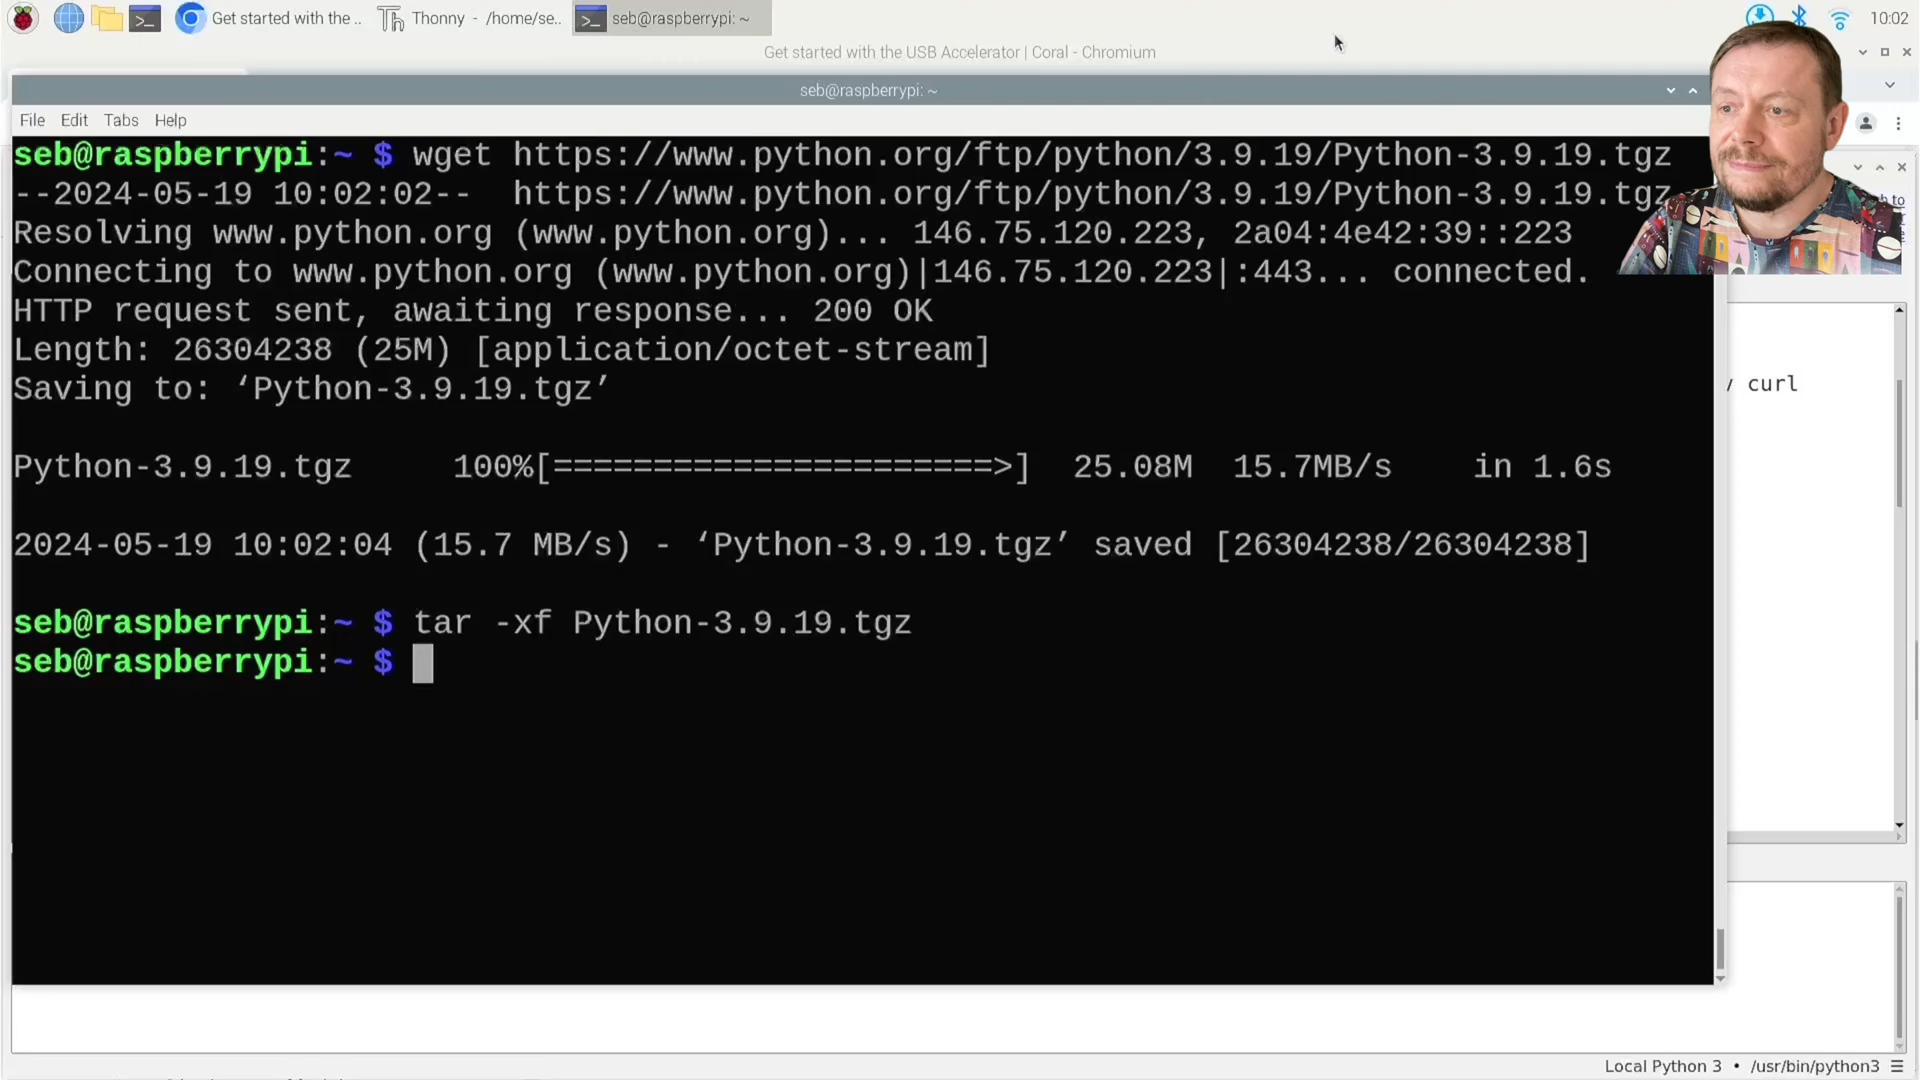 Get started with the ..
Thonny - /home/se..
seb@raspberrypi: ~
10:02
Get started with the USB Accelerator | Coral - Chromium
seb@raspberrypi: ~
File Edit Tabs Help
seb@raspberrypi:~ $ wget https://www.python.org/ftp/python/3.9.19/Python-3.9.19.tgz
--2024-05-19 10:02:02-- https://www.python.org/ftp/python/3.9.19/Python-3.9.19.tgz
Resolving www.python.org (www.python.org)... 146.75.120.223, 2a04:4e42:39::223
Connecting to www.python.org (www.python.org)|146.75.120.223|:443... connected.
HTTP request sent, awaiting response... 200 OK
Length: 26304238 (25M) [application/octet-stream]
Saving to: ‘Python-3.9.19.tgz’
curl
Python-3.9.19.tgz 100%[======================>] 25.08M 15.7MB/s in 1.6s
2024-05-19 10:02:04 (15.7 MB/s) - ‘Python-3.9.19.tgz’ saved [26304238/26304238]
seb@raspberrypi:~ $ tar -xf Python-3.9.19.tgz
seb@raspberrypi:~ $
Local Python 3 • /usr/bin/python3